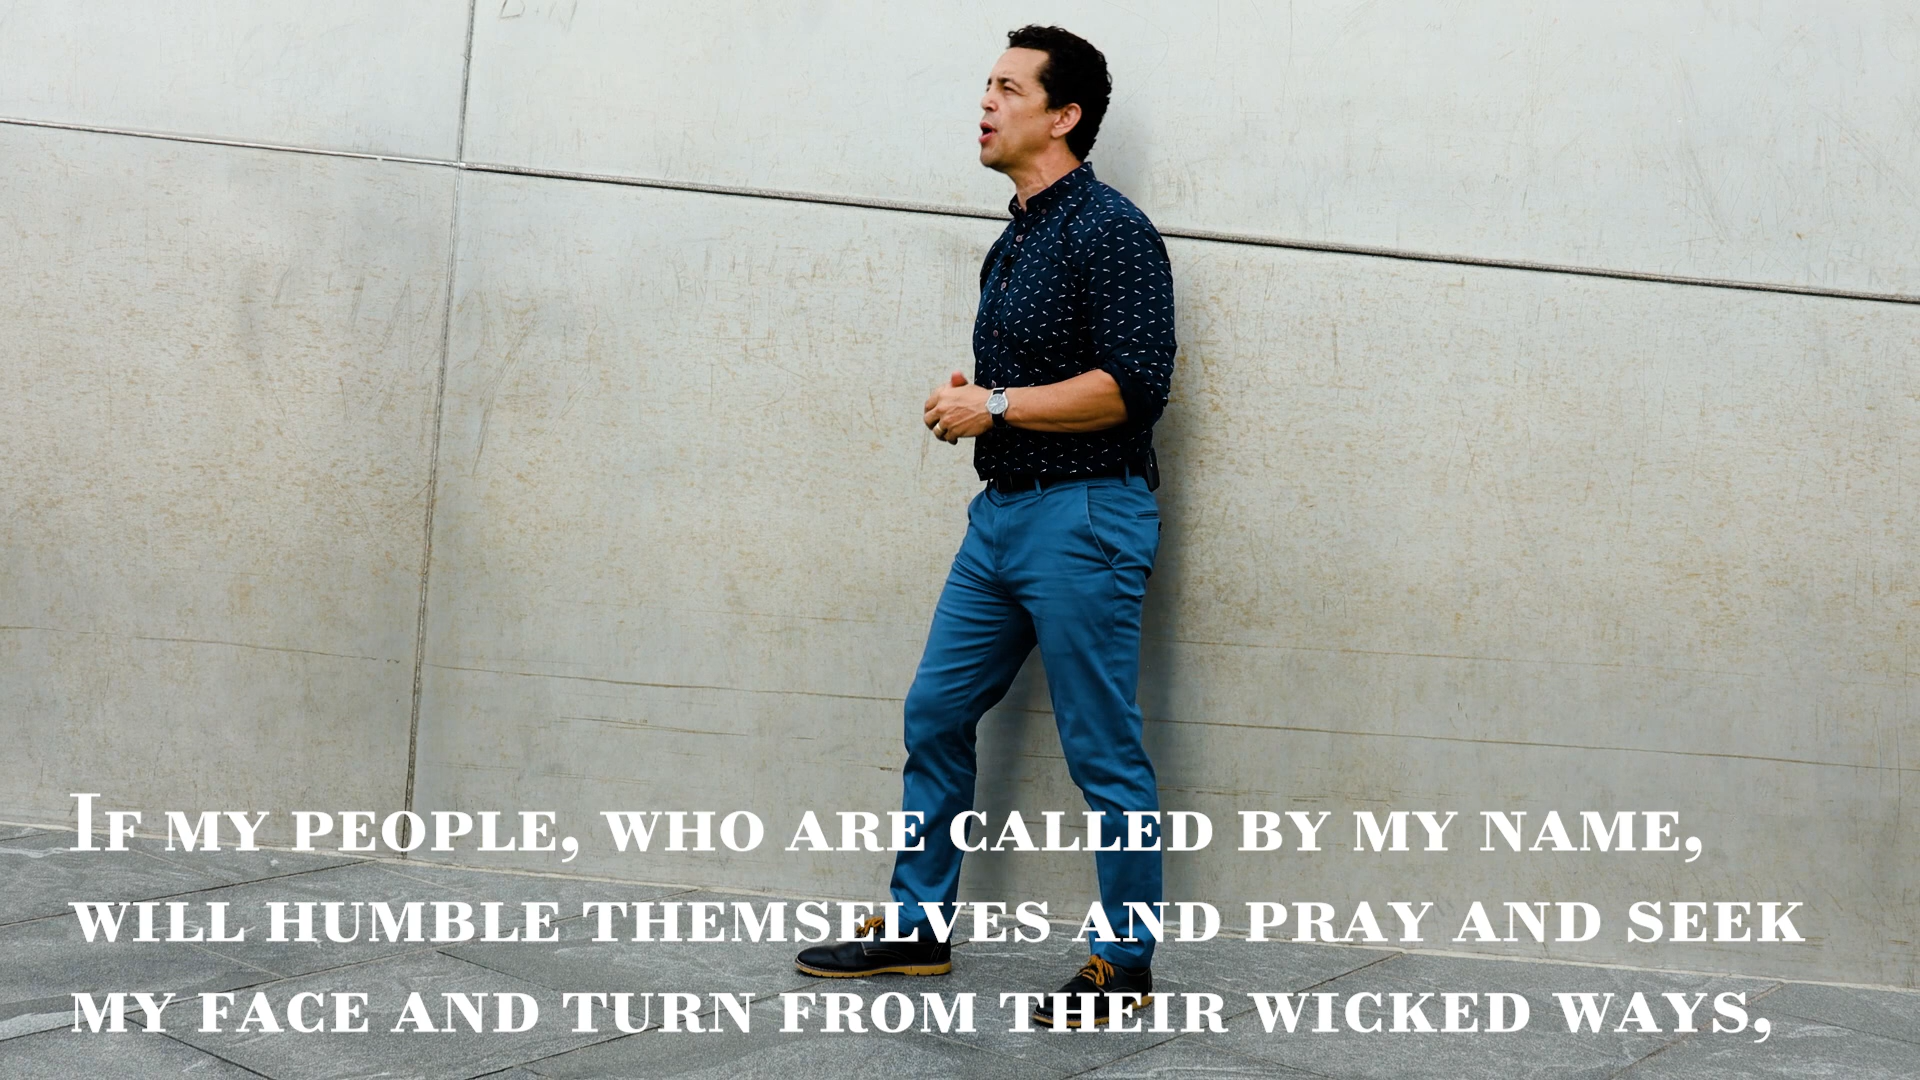 If my people, who are called by my name,
will humble themselves and pray and seek
my face and turn from their wicked ways,